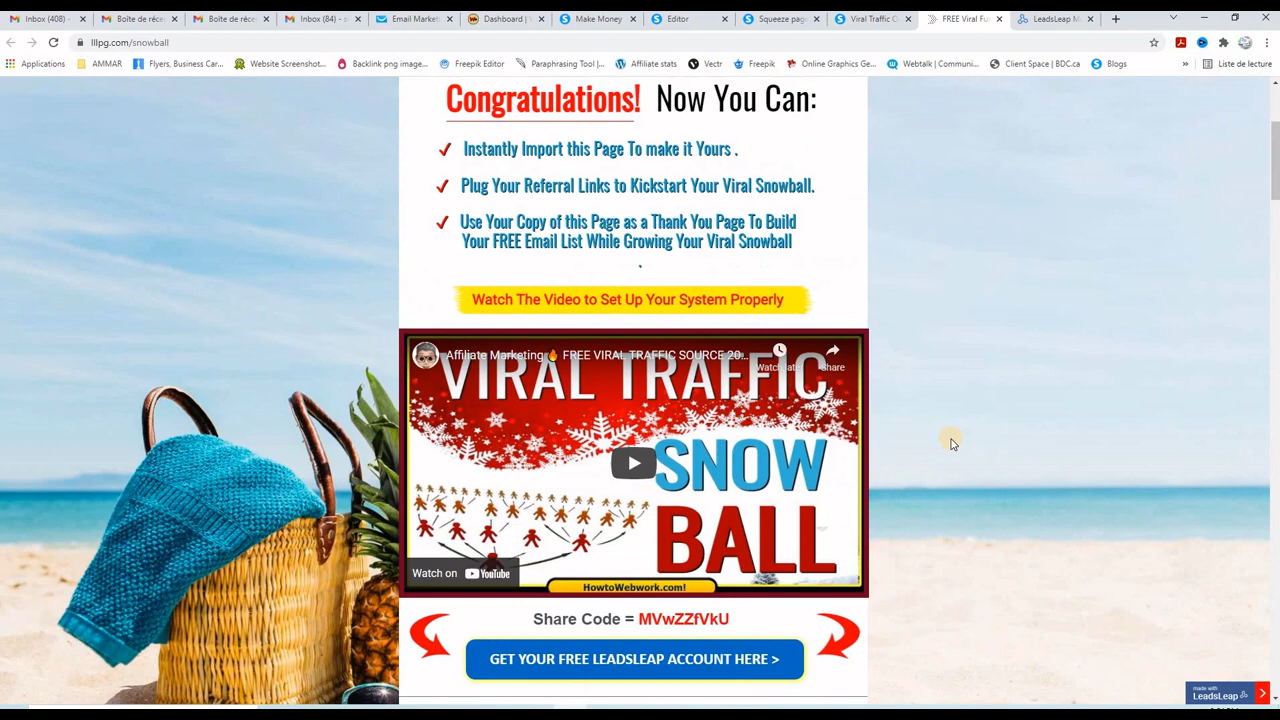 Inbox (408) -
Boîte de réce
Boîte de réce
Inbox (84) - s
Email Market
Dashboard | W
Make Money
Editor
Squeeze page
Viral Traffic O
FREE Viral Fu
LeadsLeap M
lllpg.com/snowball
Applications
AMMAR
Flyers, Business Car...
Website Screenshot...
Backlink png image...
Freepik Editor
Paraphrasing Tool |...
Affiliate stats
Vectr
Freepik
Online Graphics Ge...
Webtalk | Communi...
Client Space | BDC.ca
Blogs
»
Liste de lecture
Congratulations! Now You Can:
Instantly Import this Page To make it Yours .
Plug Your Referral Links to Kickstart Your Viral Snowball.
Use Your Copy of this Page as a Thank You Page To Build
Your FREE Email List While Growing Your Viral Snowball
.
Watch The Video to Set Up Your System Properly
Affiliate Marketing 🔥 FREE VIRAL TRAFFIC SOURCE 20...
Share
VIRAL TRAFFIC
SNOW
BALL
Watch on YouTube
HowtoWebwork.com!
Share Code = MVwZZfVkU
GET YOUR FREE LEADSLEAP ACCOUNT HERE >
made with
LeadsLeap